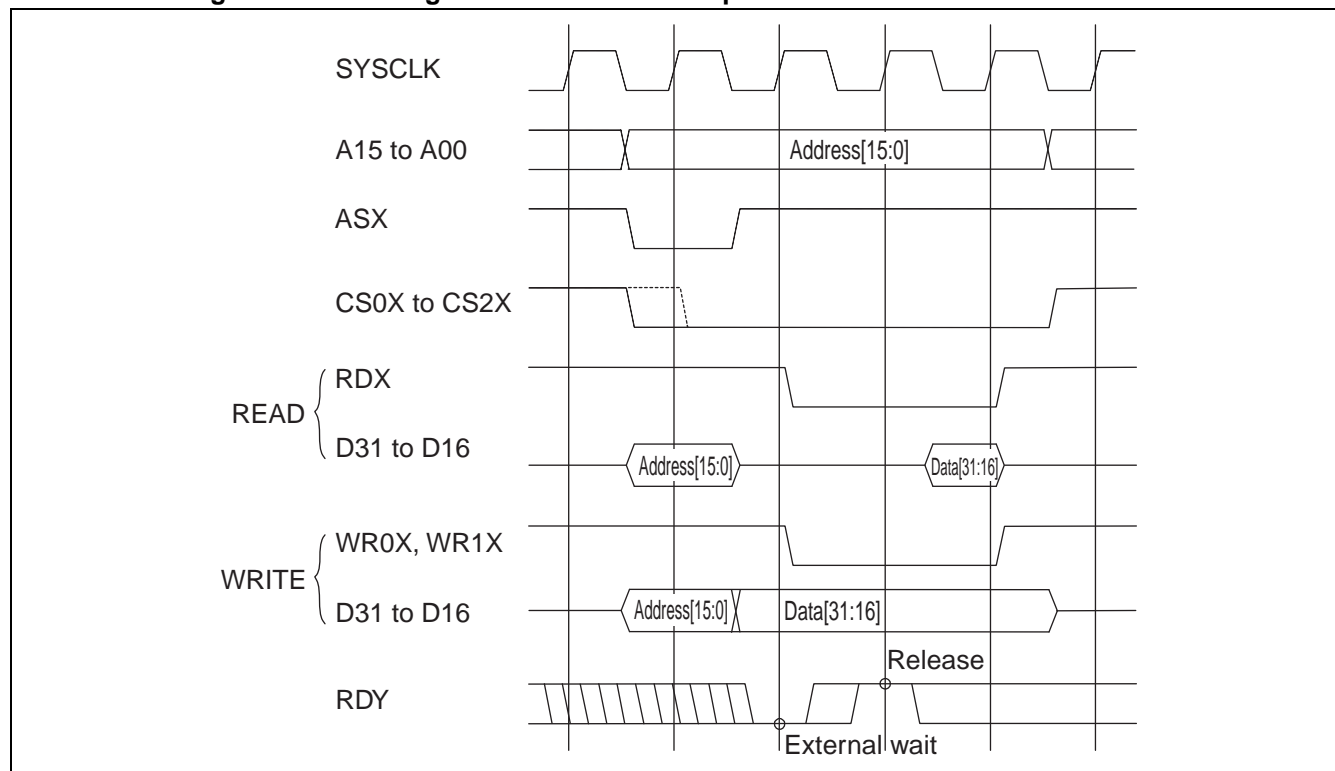 SYSCLK
A15 to A00
Address[15:0]
ASX
CS0X to CS2X
READ
RDX
D31 to D16
Address[15:0]
Data[31:16]
WRITE
WR0X, WR1X
D31 to D16
Address[15:0]
Data[31:16]
Release
RDY
External wait